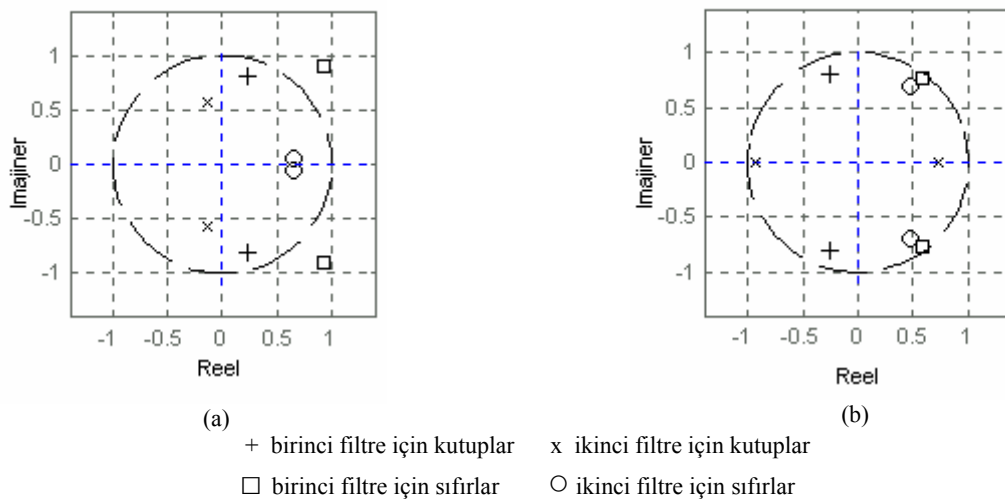 1
0.5
0
-0.5
-1
Imajiner
-1 -0.5 0 0.5 1
Reel
(a)
1
0.5
0
-0.5
-1
Imajiner
-1 -0.5 0 0.5 1
Reel
(b)
+ birinci filtre için kutuplar x ikinci filtre için kutuplar
□ birinci filtre için sıfırlar ○ ikinci filtre için sıfırlar